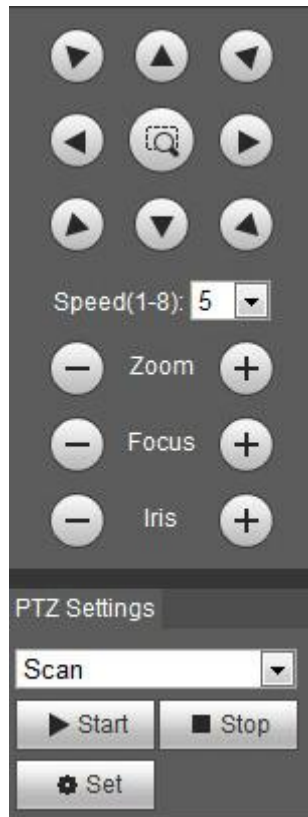 Speed(1-8): 5
Zoom
Focus
Iris
PTZ Settings
Scan
Start Stop
Set